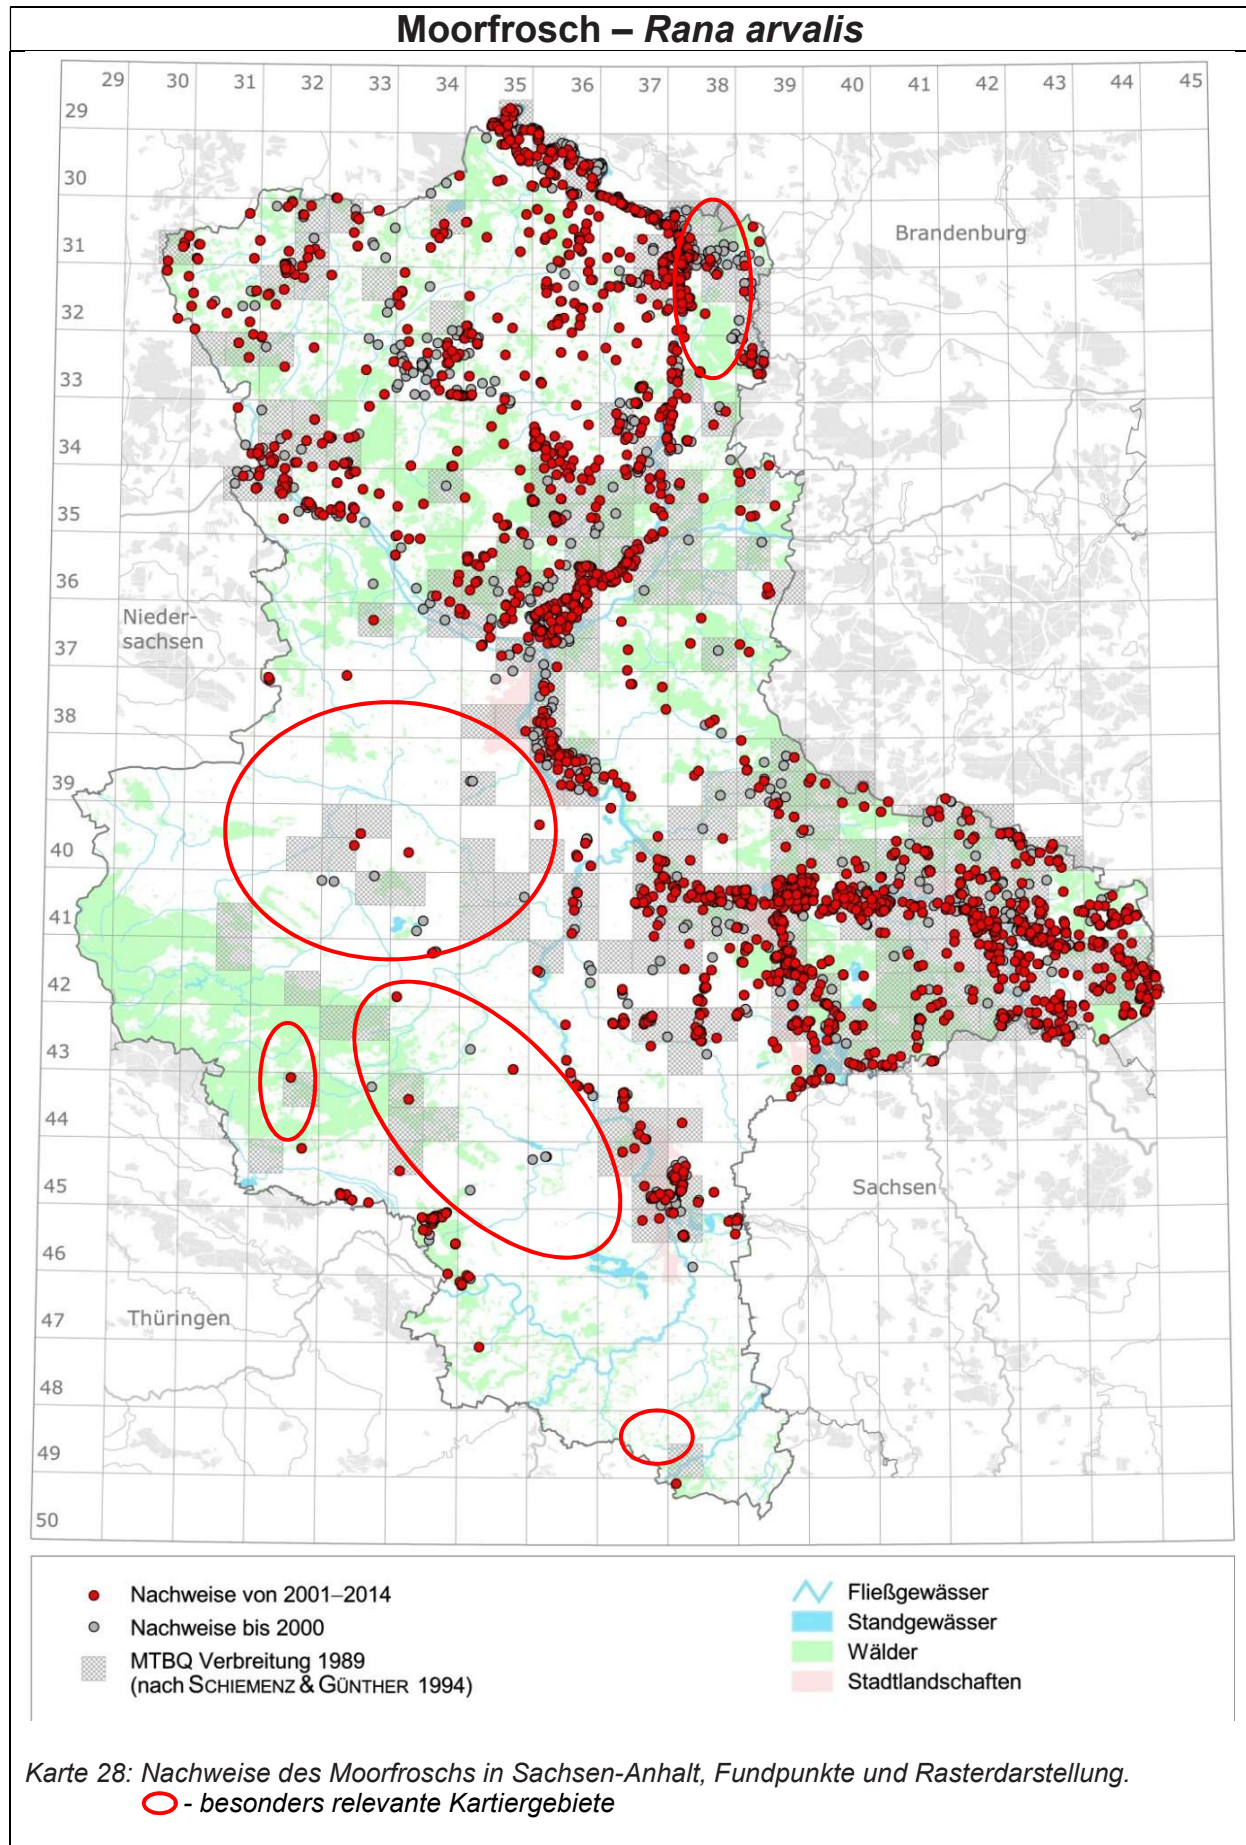 Moorfrosch – Rana arvalis
29 30 31 32 33 34 35 36 37 38 39 40 41 42 43 44 45
29
30
31
Brandenburg
32
33
34
35
36
Nieder-
sachsen
37
38
39
40
41
42
43
44
45
Sachsen
46
47
Thüringen
48
49
50
Nachweise von 2001–2014
Nachweise bis 2000
MTBQ Verbreitung 1989
(nach SCHIEMENZ & GÜNTHER 1994)
Fließgewässer
Standgewässer
Wälder
Stadtlandschaften
Karte 28: Nachweise des Moorfroschs in Sachsen-Anhalt, Fundpunkte und Rasterdarstellung.
- besonders relevante Kartiergebiete